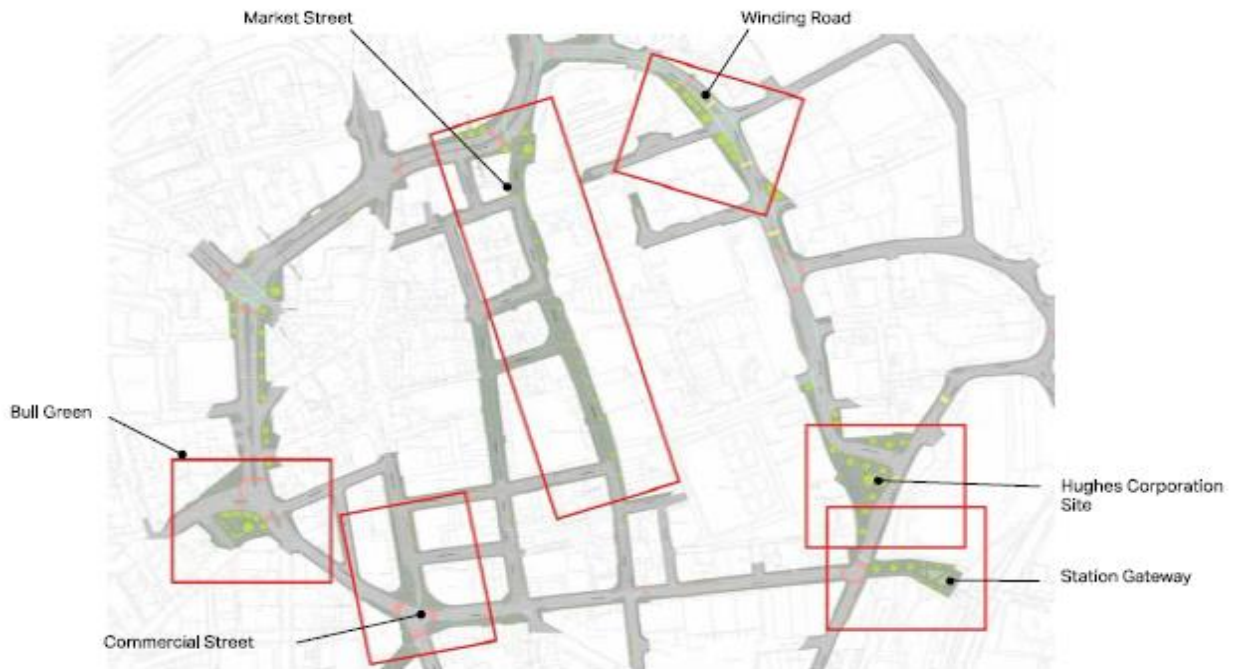 Market Street
Winding Road
Bull Green
Hughes Corporation
Site
Station Gateway
Commercial Street